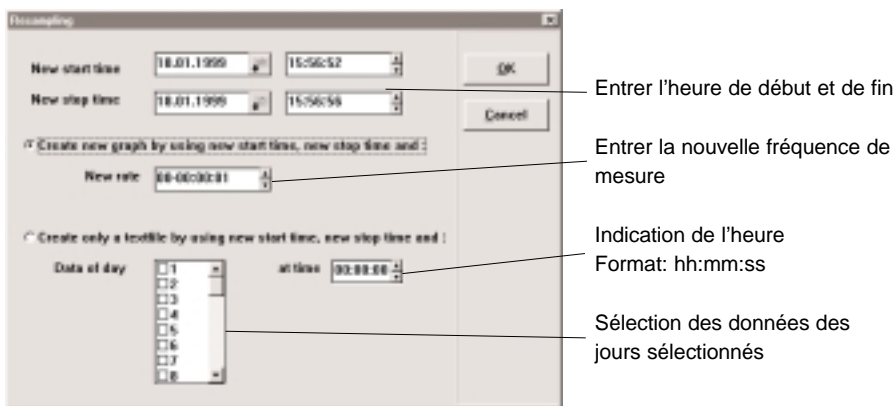 Resampling
New start time 18.01.1999 15:56:52
OK
New stop time 18.01.1999 15:56:56
Cancel
Create new graph by using new start time, new stop time and :
New rate 00-00:00:01
Create only a textfile by using new start time, new stop time and :
Data of day
1
2
3
4
5
6
7
8
at time 00:00:00
Entrer l’heure de début et de fin
Entrer la nouvelle fréquence de
mesure
Indication de l’heure
Format: hh:mm:ss
Sélection des données des
jours sélectionnés